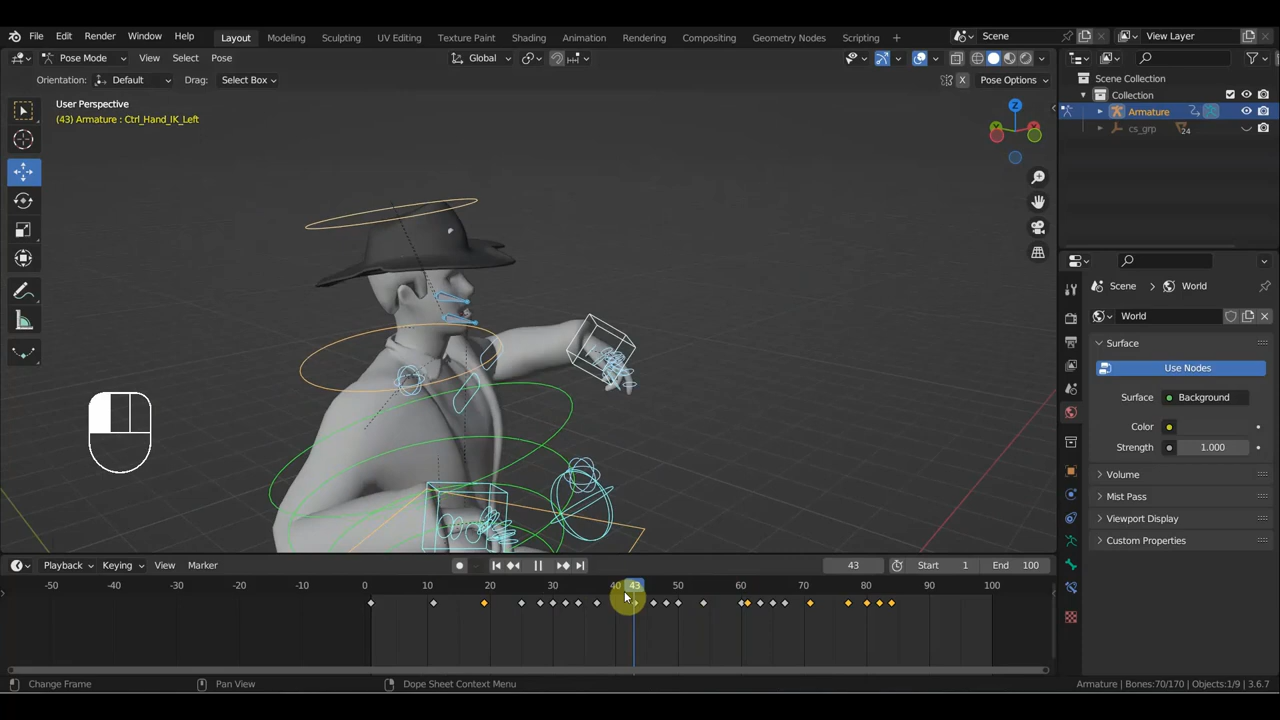 File Edit Render Window Help Layout Modeling Sculpting UV Editing Texture Paint Shading Animation Rendering Compositing Geometry Nodes Scripting + Scene View Layer
Pose Mode View Select Pose Global
Orientation: Default Drag: Select Box X Pose Options
Scene Collection
Collection
Armature
cs_grp 24
User Perspective
(43) Armature : Ctrl_Hand_IK_Left
Z
Scene > World
World
Surface
Use Nodes
Surface Background
Color
Strength 1.000
Volume
Mist Pass
Viewport Display
Custom Properties
Playback Keying View Marker 43 Start 1 End 100
-50 -40 -30 -20 -10 0 10 20 30 40 43 50 60 70 80 90 100
Change Frame Pan View Dope Sheet Context Menu Armature | Bones:70/170 | Objects:1/9 | 3.6.7